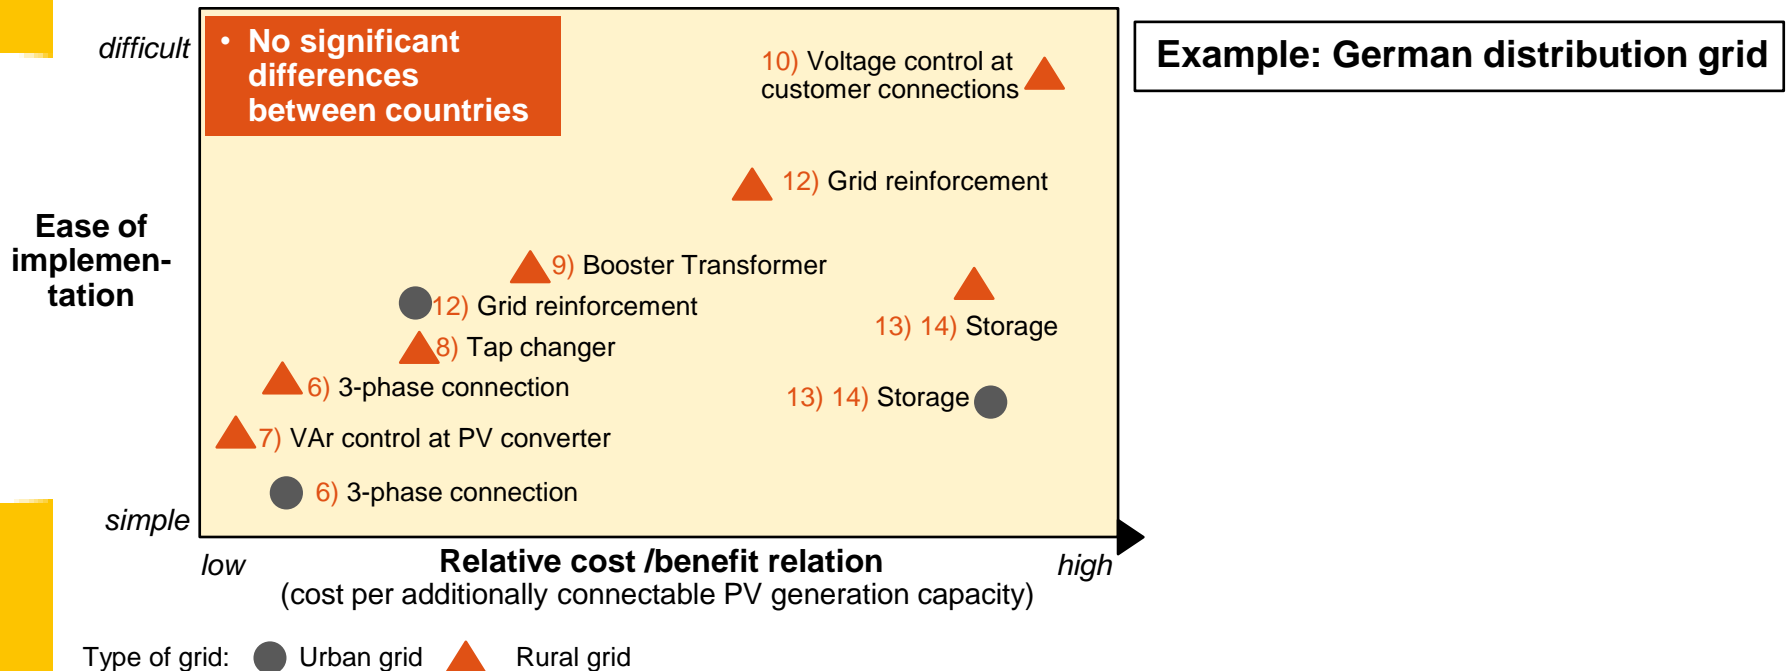 difficult
• No significant
differences
between countries
10) Voltage control at
customer connections
Example: German distribution grid
12) Grid reinforcement
Ease of
implemen-
tation
9) Booster Transformer
12) Grid reinforcement
13) 14) Storage
8) Tap changer
6) 3-phase connection
13) 14) Storage
7) VAr control at PV converter
6) 3-phase connection
simple
low
Relative cost /benefit relation
high
(cost per additionally connectable PV generation capacity)
Type of grid: Urban grid Rural grid